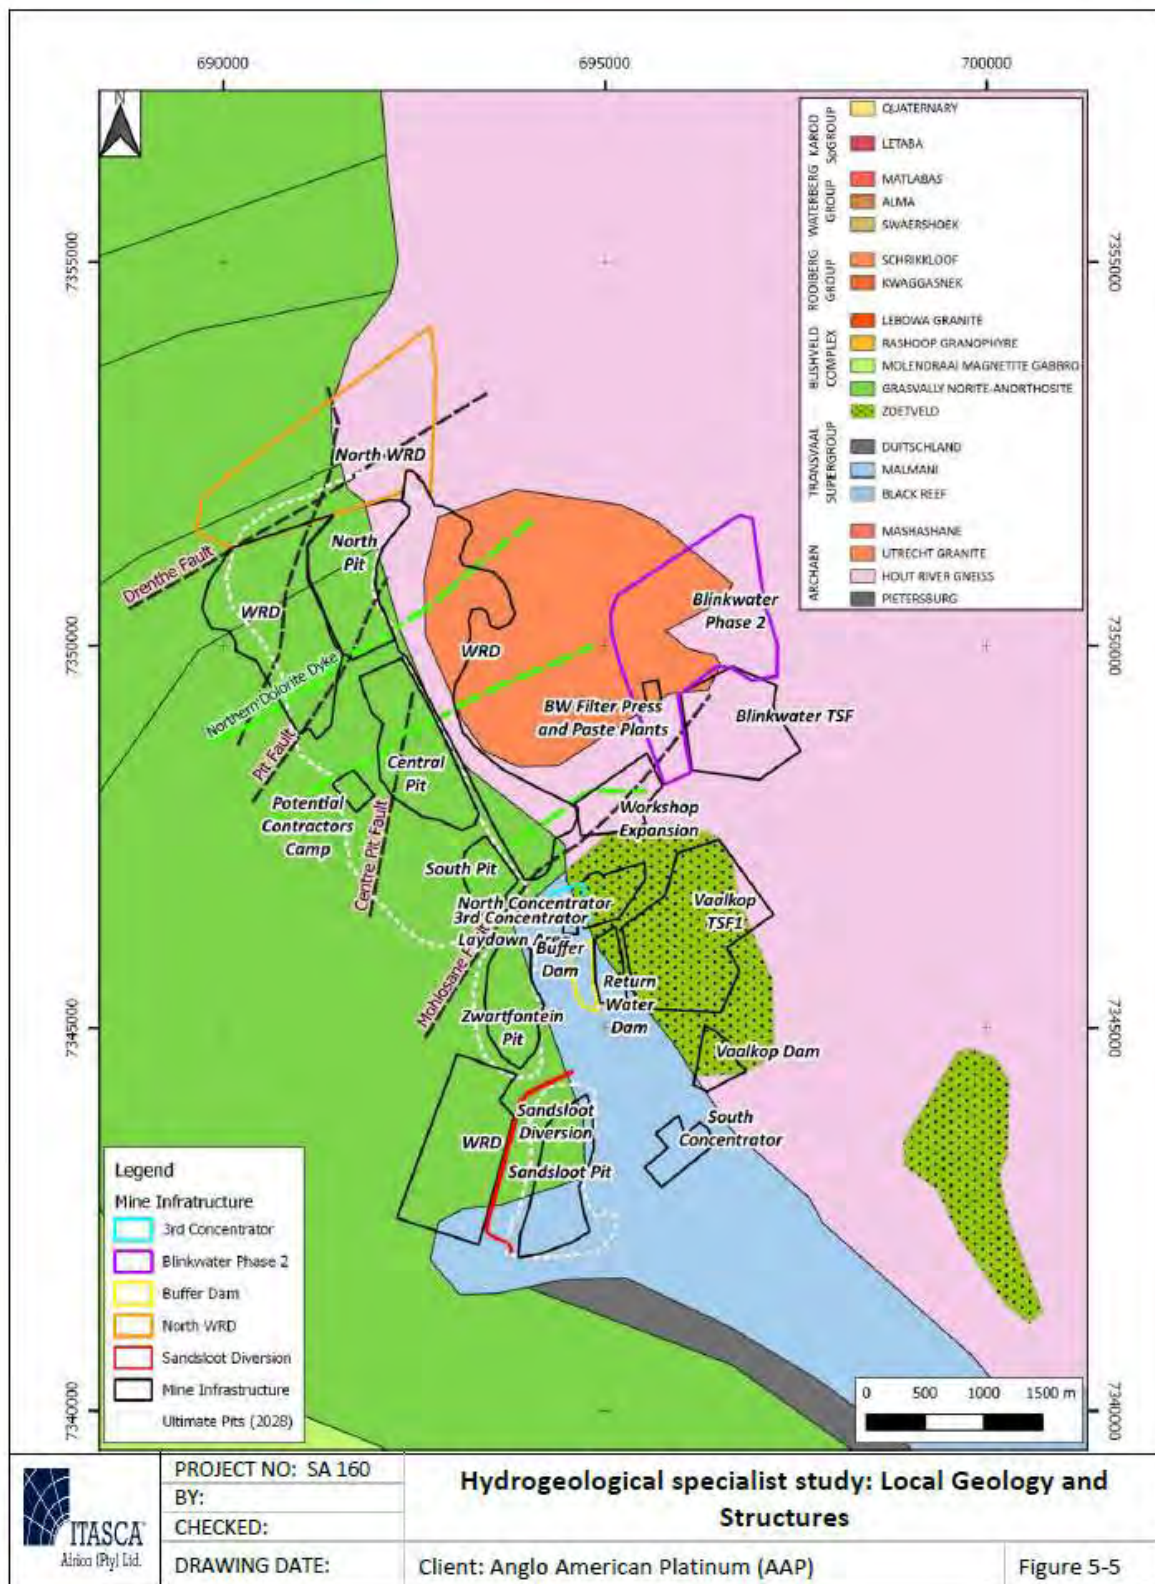 690000
695000
700000
N
7355000
7355000
7350000
7350000
7345000
7345000
7340000
7340000
KAROO
SpGROUP
QUATERNARY
LETABA
WATERBERG
GROUP
MATLABAS
ALMA
SWAERSHOEK
ROOIBERG
GROUP
SCHRIKKLOOF
KWAGGASNEK
BUSHVELD
COMPLEX
LEBOWA GRANITE
RASHOOP GRANOPHYRE
MOLENDRAAI MAGNETITE GABBRO
GRASVALLY NORITE-ANORTHOSITE
ZOETVELD
TRANSVAAL
SUPERGROUP
DUITSCHLAND
MALMANI
BLACK REEF
ARCHAEN
MASHASHANE
UTRECHT GRANITE
HOUT RIVER GNEISS
PIETERSBURG
North WRD
North
Pit
Drenthe Fault
WRD
WRD
Blinkwater
Phase 2
Northern Dolorite Dyke
Pit Fault
BW Filter Press
and Paste Plants
Blinkwater TSF
Central
Pit
Potential
Contractors
Camp
Centre Pit Fault
Workshop
Expansion
South Pit
North Concentrator
3rd Concentrator
Laydown Area
Vaalkop
TSF1
Buffer
Dam
Mohlosane Fault
Return
Water
Dam
Zwartfontein
Pit
Vaalkop Dam
Sandsloot
Diversion
WRD
South
Concentrator
Sandsloot Pit
Legend
Mine Infratructure
3rd Concentrator
Blinkwater Phase 2
Buffer Dam
North WRD
Sandsloot Diversion
Mine Infrastructure
Ultimate Pits (2028)
0 500 1000 1500 m
ITASCA
Africa (Pty) Ltd.
PROJECT NO: SA 160
BY:
CHECKED:
DRAWING DATE:
Hydrogeological specialist study: Local Geology and
Structures
Client: Anglo American Platinum (AAP)
Figure 5-5